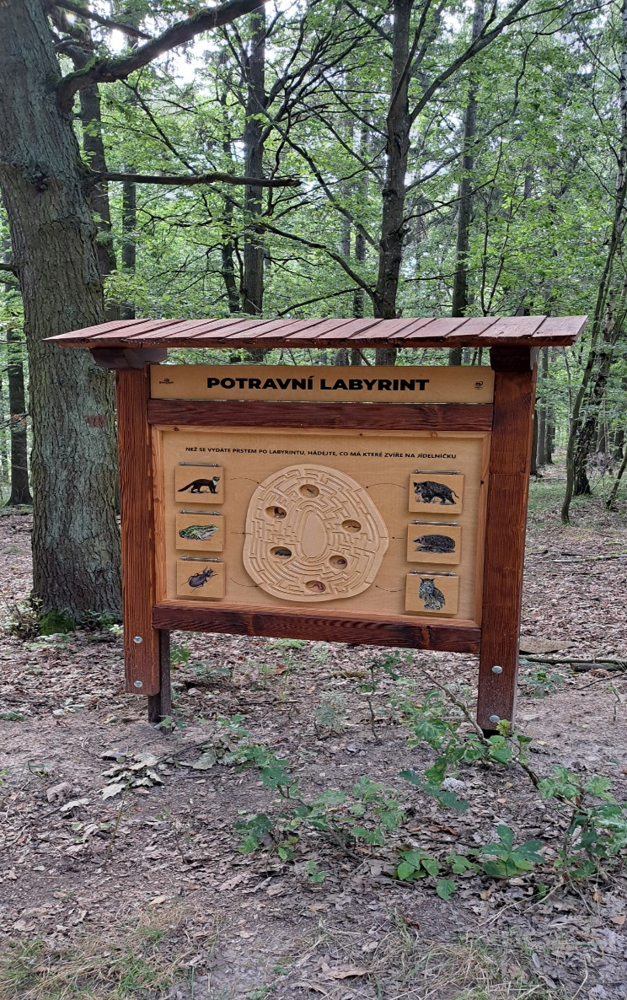 POTRAVNÍ LABYRINT
NEŽ SE VYDÁTE PRSTEM PO LABYRINTU, HÁDEJTE, CO MÁ KTERÉ ZVÍŘE NA JÍDELNÍČKU